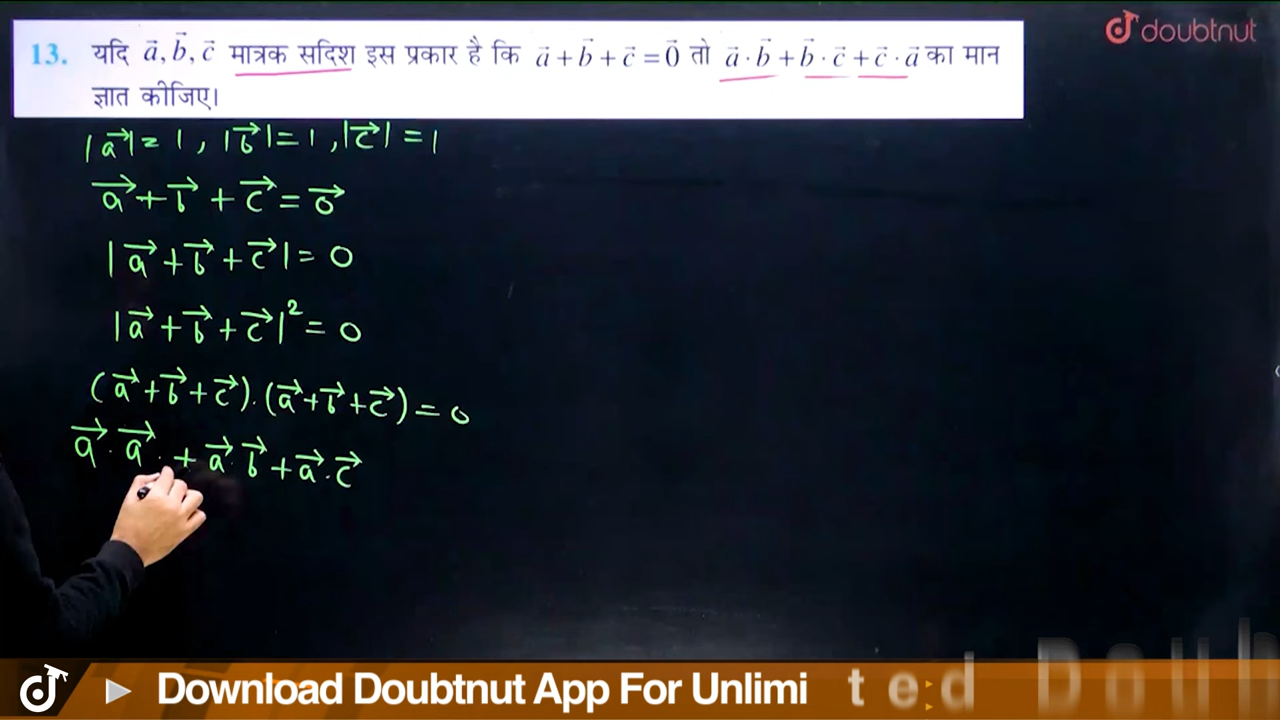 doubtnut
13. यदि a⃗, b⃗, c⃗ मात्रक सदिश इस प्रकार है कि a⃗ + b⃗ + c⃗ = 0⃗ तो a⃗ · b⃗ + b⃗ · c⃗ + c⃗ · a⃗ का मान
ज्ञात कीजिए।
|a⃗| = 1, |b⃗| = 1, |c⃗| = 1
a⃗ + b⃗ + c⃗ = 0⃗
|a⃗ + b⃗ + c⃗| = 0
|a⃗ + b⃗ + c⃗|² = 0
(a⃗ + b⃗ + c⃗) . (a⃗ + b⃗ + c⃗) = 0
a⃗ . a⃗ . + a⃗ . b⃗ + a⃗ . c⃗
Download Doubtnut App For Unlimi t e d D o u b